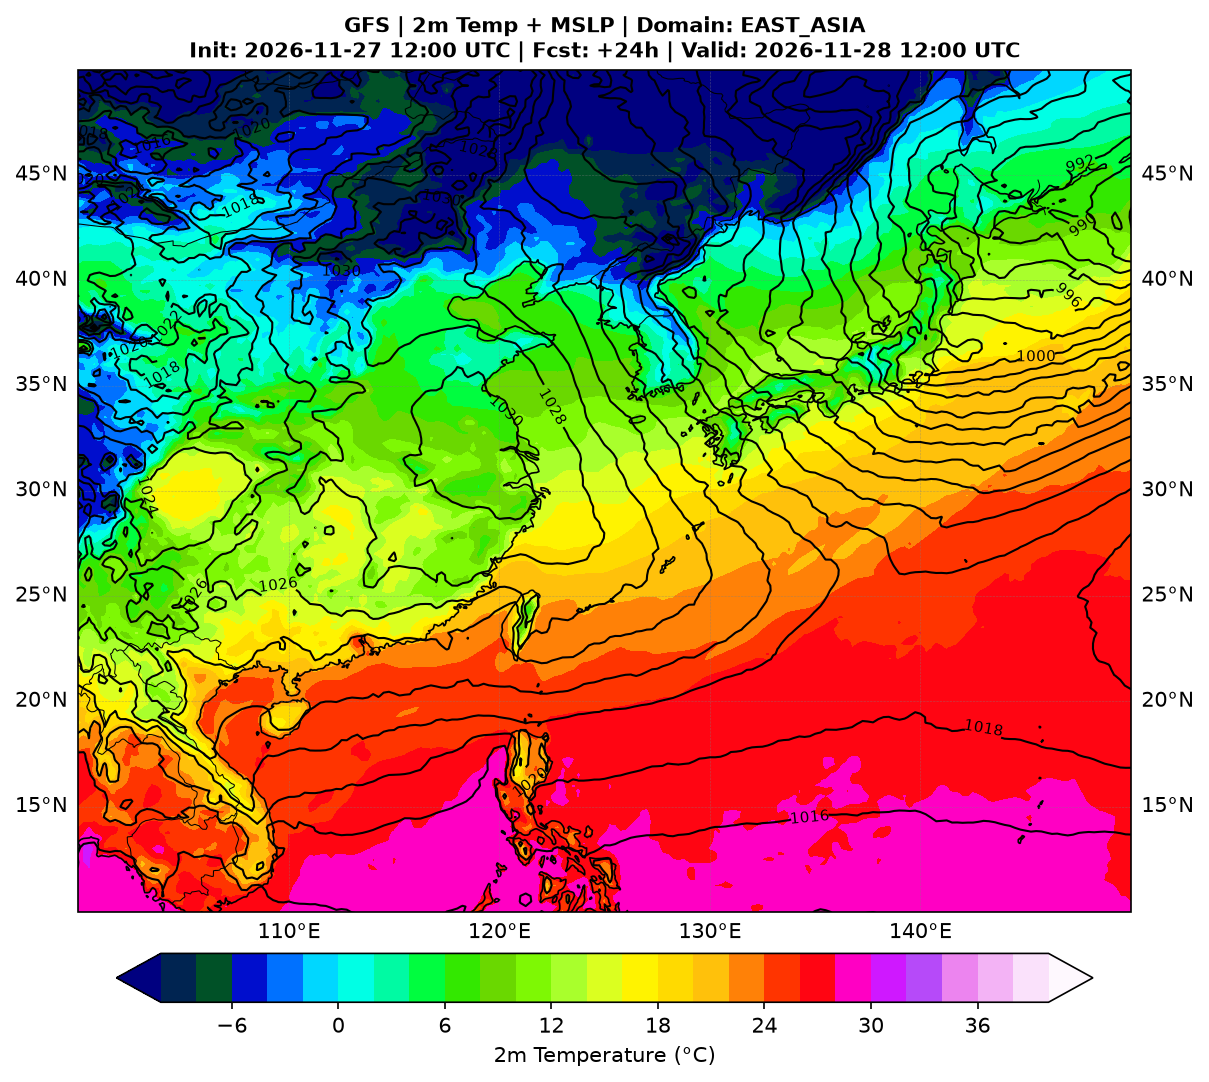 GFS | 2m Temp + MSLP | Domain: EAST_ASIA
Init: 2026-11-27 12:00 UTC | Fcst: +24h | Valid: 2026-11-28 12:00 UTC
1020
992
45°N 45°N
1018
1030
40°N 40°N
996
1022
1020
1000
1018
35°N 35°N
1030
1028
30°N 30°N
1024
1026
1026
25°N 25°N
20°N 20°N
1018
1020
15°N 15°N
1016
110°E 120°E 130°E 140°E
−6 0 6 12 18 24 30 36
2m Temperature (°C)